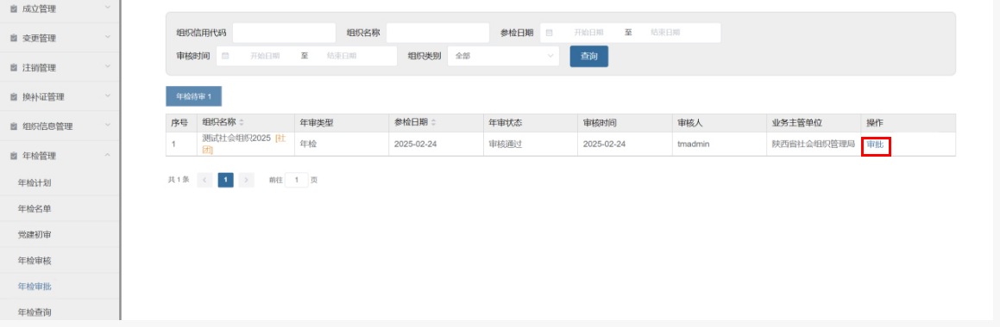 成立管理
变更管理
注销管理
换补证管理
组织信息管理
年检管理
年检计划
年检名单
党建初审
年检审核
年检审批
年检查询
组织信用代码 组织名称 参检日期 开始日期 至 结束日期
审核时间 开始日期 至 结束日期 组织类别 全部 查询
年检待审 1
序号 组织名称 年审类型 参检日期 年审状态 审核时间 审核人 业务主管单位 操作
1 测试社会组织2025 [社团] 年检 2025-02-24 审核通过 2025-02-24 tmadmin 陕西省社会组织管理局 审批
共 1 条 < 1 > 前往 1 页